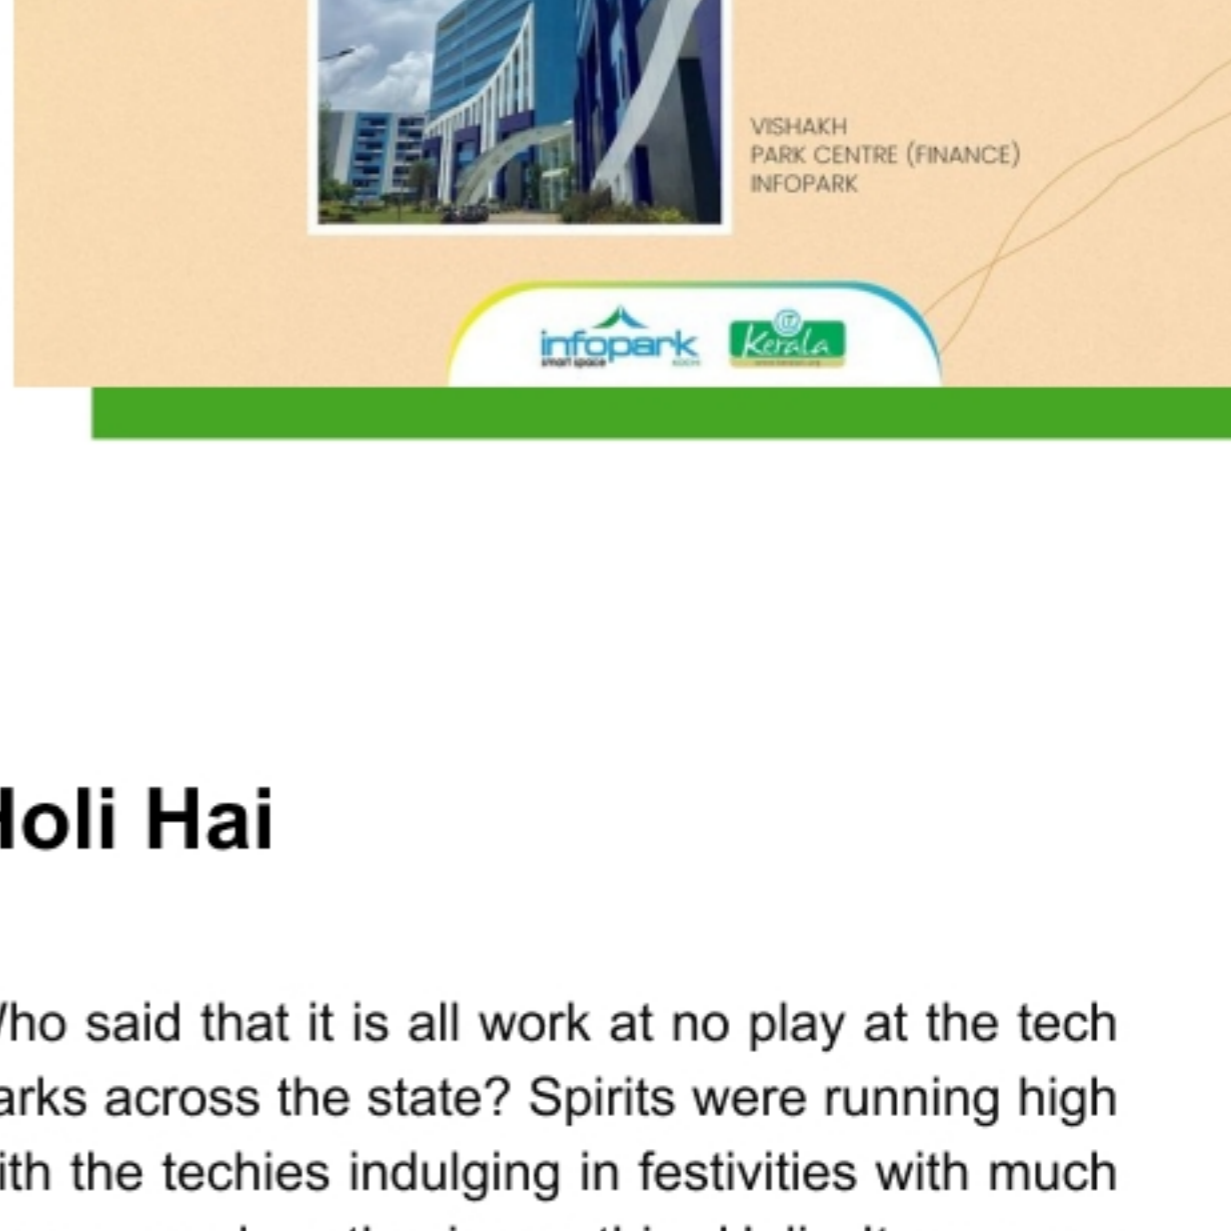 VISHAKH
PARK CENTRE (FINANCE)
INFOPARK
infopark
smart space
Kerala
Holi Hai
Who said that it is all work at no play at the tech
parks across the state? Spirits were running high
with the techies indulging in festivities with much